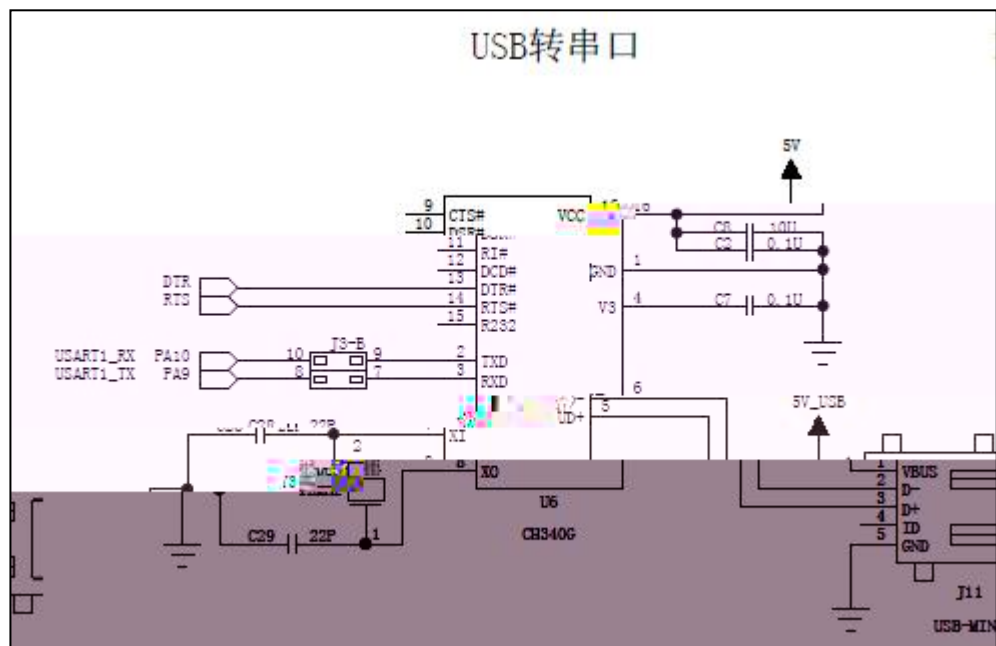 USB转串口
5V
9 CTS# VCC
10 DSR#
C8 10U
11 RI# C2 0.1U
12 DCD# GND 1
DTR 13 DTR#
RTS 14 RTS# V3 4 C7 0.1U
15 R232
J3-B
USART1_RX PA10 10 9 2 TXD
USART1_TX PA9 8 7 3 RXD
6
UD+ 5 5V_USB
22P XI
2
8 XO 1 VBUS
2 D-
U6 3 D+
4 ID
C29 22P 1 CH340G 5 GND
J11
USB-MIN